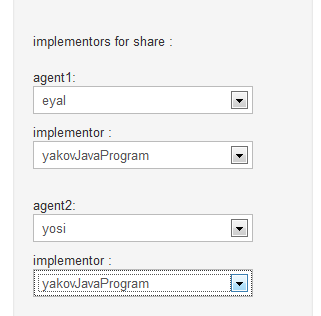 implementors for share :
agent1:
eyal
implementor :
yakovJavaProgram
agent2:
yosi
implementor :
yakovJavaProgram